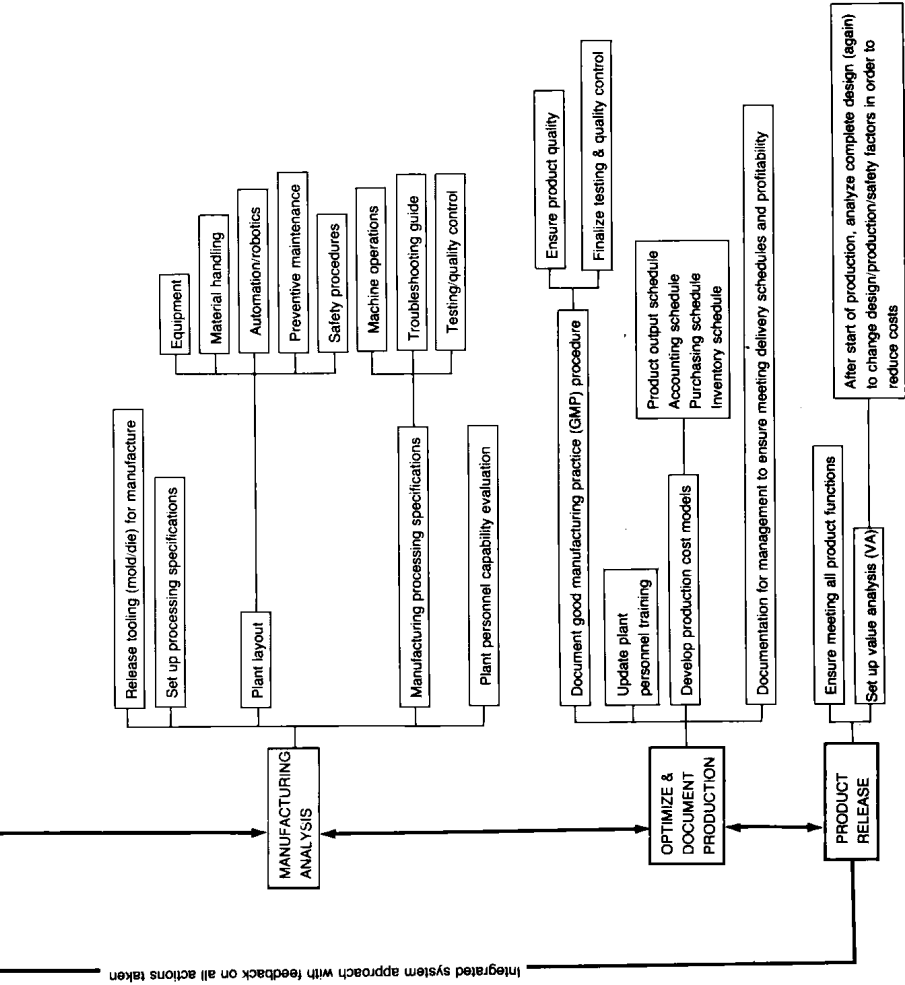 Release tooling (mold/die) for manufacture
Set up processing specifications
Plant layout
Equipment
Material handling
Automation/robotics
Preventive maintenance
Safety procedures
MANUFACTURING
ANALYSIS
Manufacturing processing specifications
Machine operations
Troubleshooting guide
Testing/quality control
Plant personnel capability evaluation
Document good manufacturing practice (GMP) procedure
Ensure product quality
Finalize testing & quality control
Update plant
personnel training
OPTIMIZE &
DOCUMENT
PRODUCTION
Develop production cost models
Product output schedule
Accounting schedule
Purchasing schedule
Inventory schedule
Documentation for management to ensure meeting delivery schedules and profitability
Ensure meeting all product functions
PRODUCT
RELEASE
Set up value analysis (VA)
After start of production, analyze complete design (again)
to change design/production/safety factors in order to
reduce costs
Integrated system approach with feedback on all actions taken